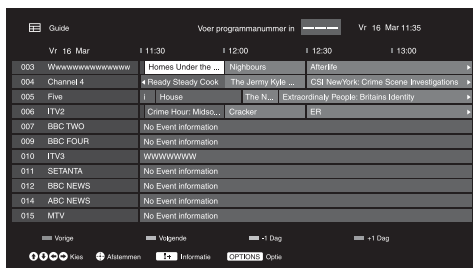 Guide Voer programmanummer in Vr 16 Mar 11:35
Vr 16 Mar 11:30 12:00 12:30 13:00
003 Wwwwwwwwwwwwww Homes Under the ... Nighbours Afterlife
004 Channel 4 Ready Steady Cook The Jermy Kyle ... CSI NewYork: Crime Scene Investigations
005 Five i House The N... Extraordinaly People: Britains Identity
006 ITV2 Crime Hour: Midso... Cracker ER
007 BBC TWO No Event information
009 BBC FOUR No Event information
010 ITV3 WWWWWWW
011 SETANTA No Event information
012 BBC NEWS No Event information
014 ABC NEWS No Event information
015 MTV No Event information
Vorige Volgende -1 Dag +1 Dag
Kies Afstemmen Informatie OPTIONS Optie